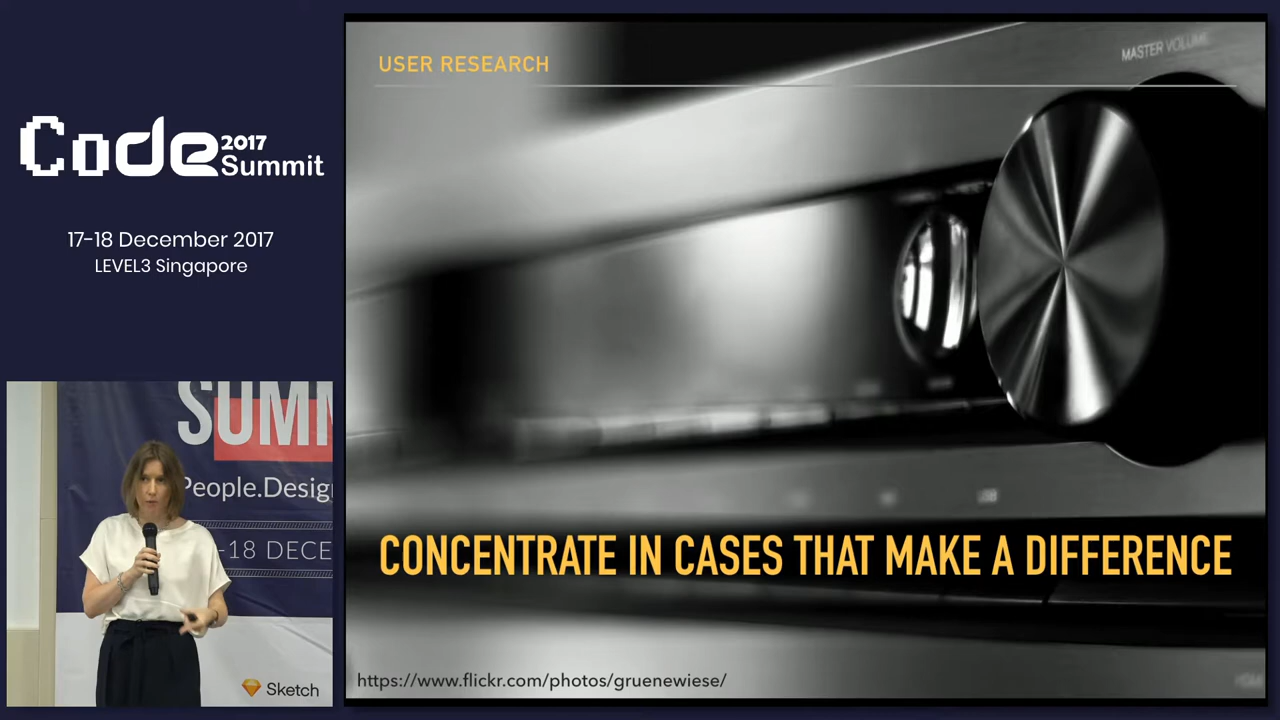 Code 2017 Summit
17-18 December 2017
LEVEL3 Singapore
SUMM
People.Desig
-18 DECE
Sketch
USER RESEARCH
MASTER VOLUME
CONCENTRATE IN CASES THAT MAKE A DIFFERENCE
https://www.flickr.com/photos/gruenewiese/